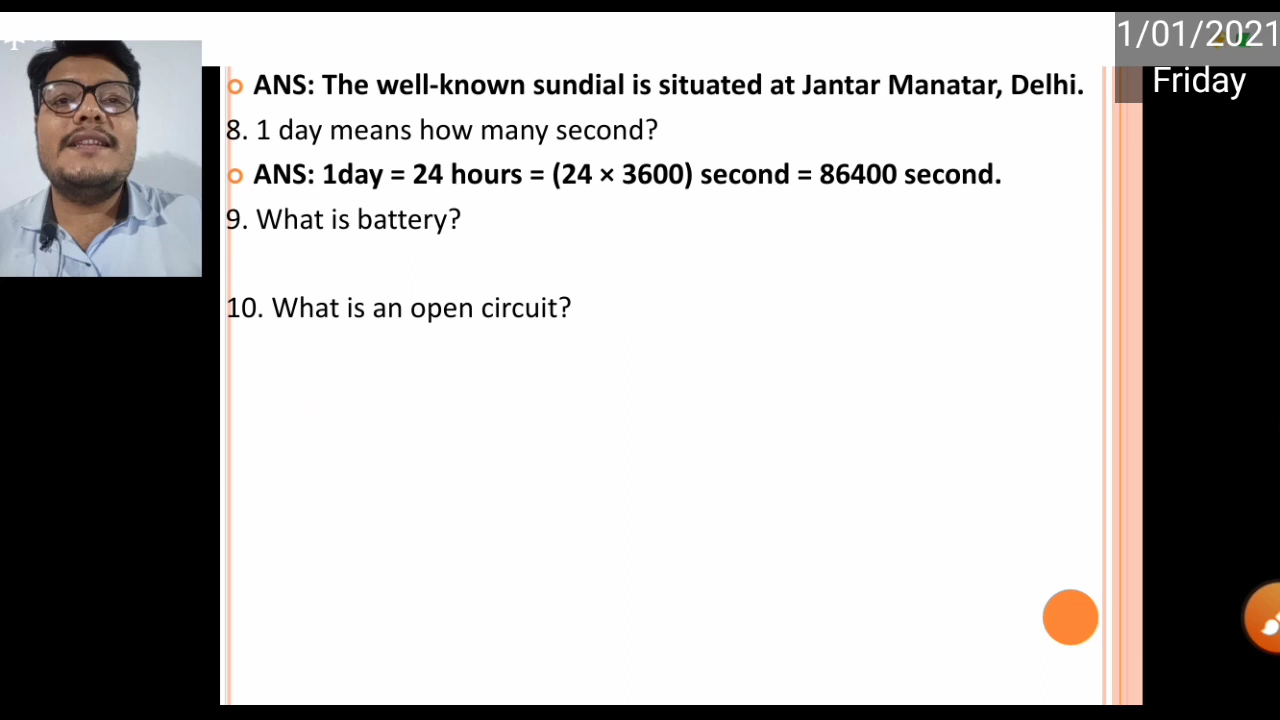 1/01/2021
Friday
ANS: The well-known sundial is situated at Jantar Manatar, Delhi.
8. 1 day means how many second?
ANS: 1day = 24 hours = (24 × 3600) second = 86400 second.
9. What is battery?
10. What is an open circuit?